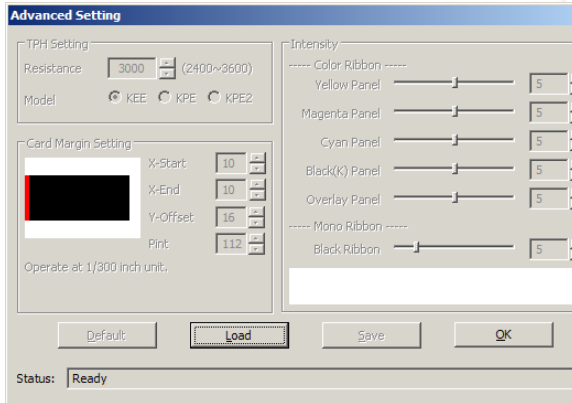 Advanced Setting
TPH Setting
Resistance 3000 (2400~3600)
Model KEE KPE KPE2
Card Margin Setting
X-Start 10
X-End 10
Y-Offset 16
Pint 112
Operate at 1/300 inch unit.
Intensity
----- Color Ribbon -----
Yellow Panel 5
Magenta Panel 5
Cyan Panel 5
Black(K) Panel 5
Overlay Panel 5
----- Mono Ribbon -----
Black Ribbon 5
Default Load Save OK
Status: Ready